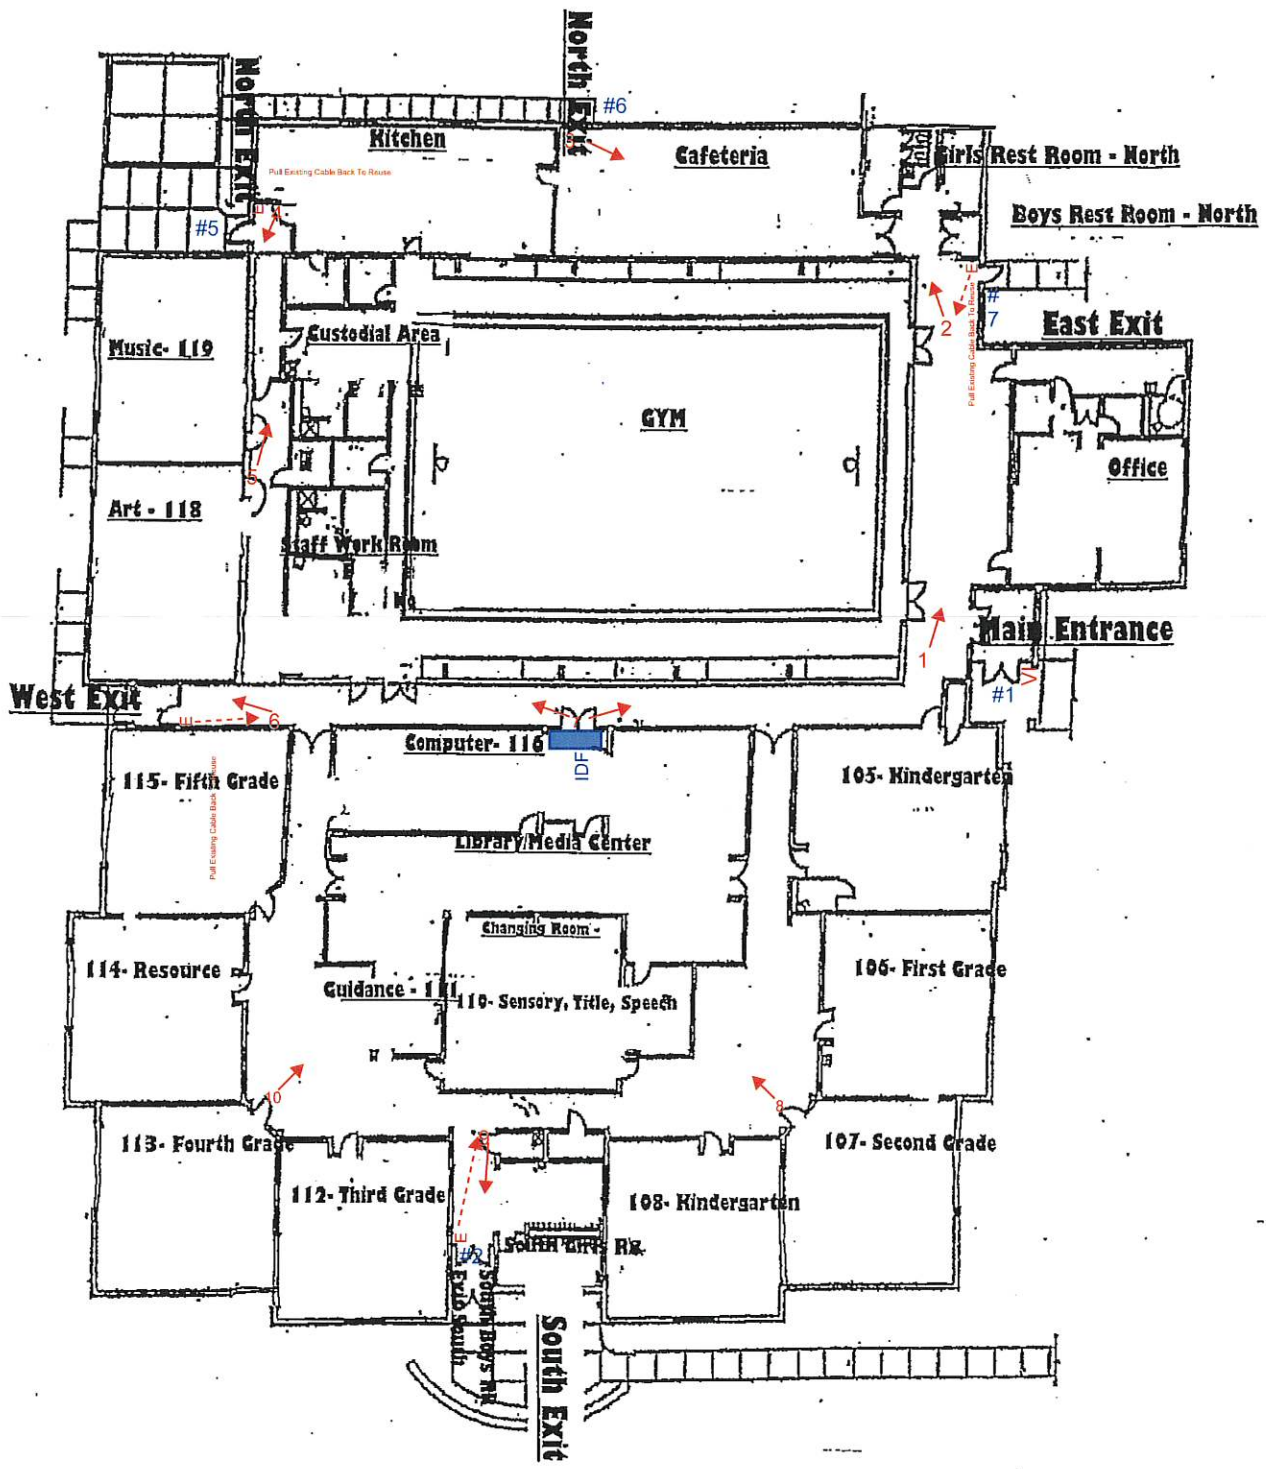 North Exit
North Exit
#6
Kitchen
Cafeteria
Girls Rest Room - North
Pull Existing Cable Back To Reuse
Boys Rest Room - North
#5
E
4
E
#7
2
Pull Existing Cable Back To Reuse
East Exit
Music- 119
Custodial Area
GYM
Office
5
Art - 118
Staff Work Room
Main Entrance
1
VI
#1
West Exit
E
6
Computer- 116
IDF
115- Fifth Grade
Pull Existing Cable Back To Reuse
105- Kindergarten
Library/Media Center
Changing Room -
114- Resource
Guidance - 111
110- Sensory, Title, Speech
106- First Grade
10
8
113- Fourth Grade
107- Second Grade
9
112- Third Grade
108- Kindergarten
E
#2
South Girls RR
South Boys RR
Exit South
South Exit